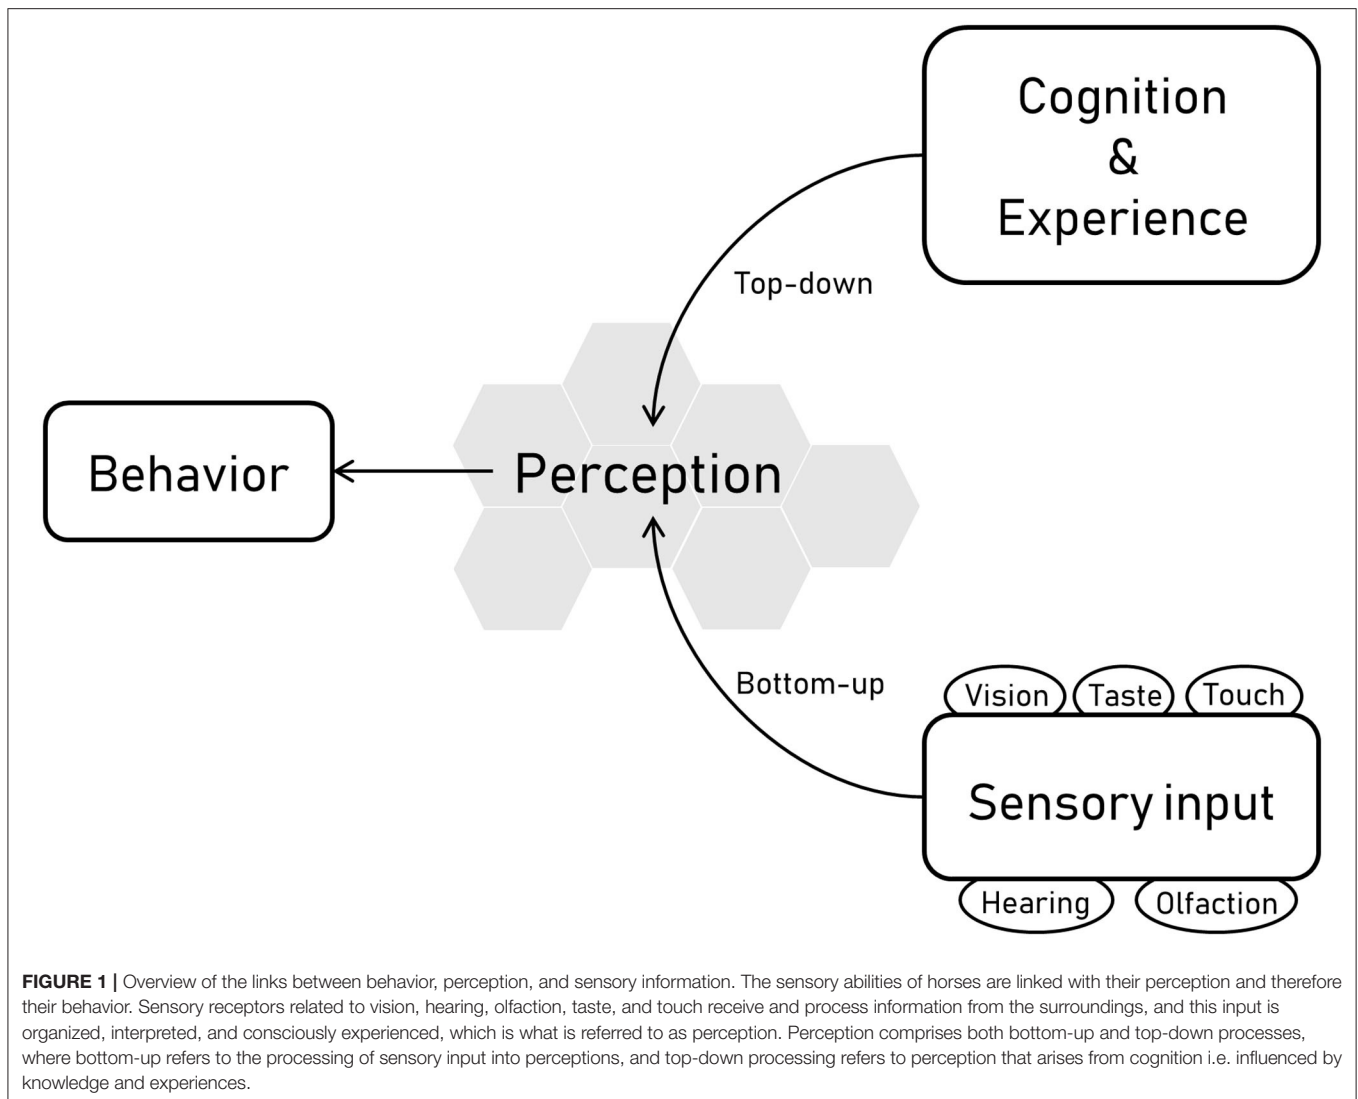 Cognition
&
Experience
Top-down
Behavior
Perception
Bottom-up
Vision Taste Touch
Sensory input
Hearing Olfaction
FIGURE 1 | Overview of the links between behavior, perception, and sensory information. The sensory abilities of horses are linked with their perception and therefore
their behavior. Sensory receptors related to vision, hearing, olfaction, taste, and touch receive and process information from the surroundings, and this input is
organized, interpreted, and consciously experienced, which is what is referred to as perception. Perception comprises both bottom-up and top-down processes,
where bottom-up refers to the processing of sensory input into perceptions, and top-down processing refers to perception that arises from cognition i.e. influenced by
knowledge and experiences.